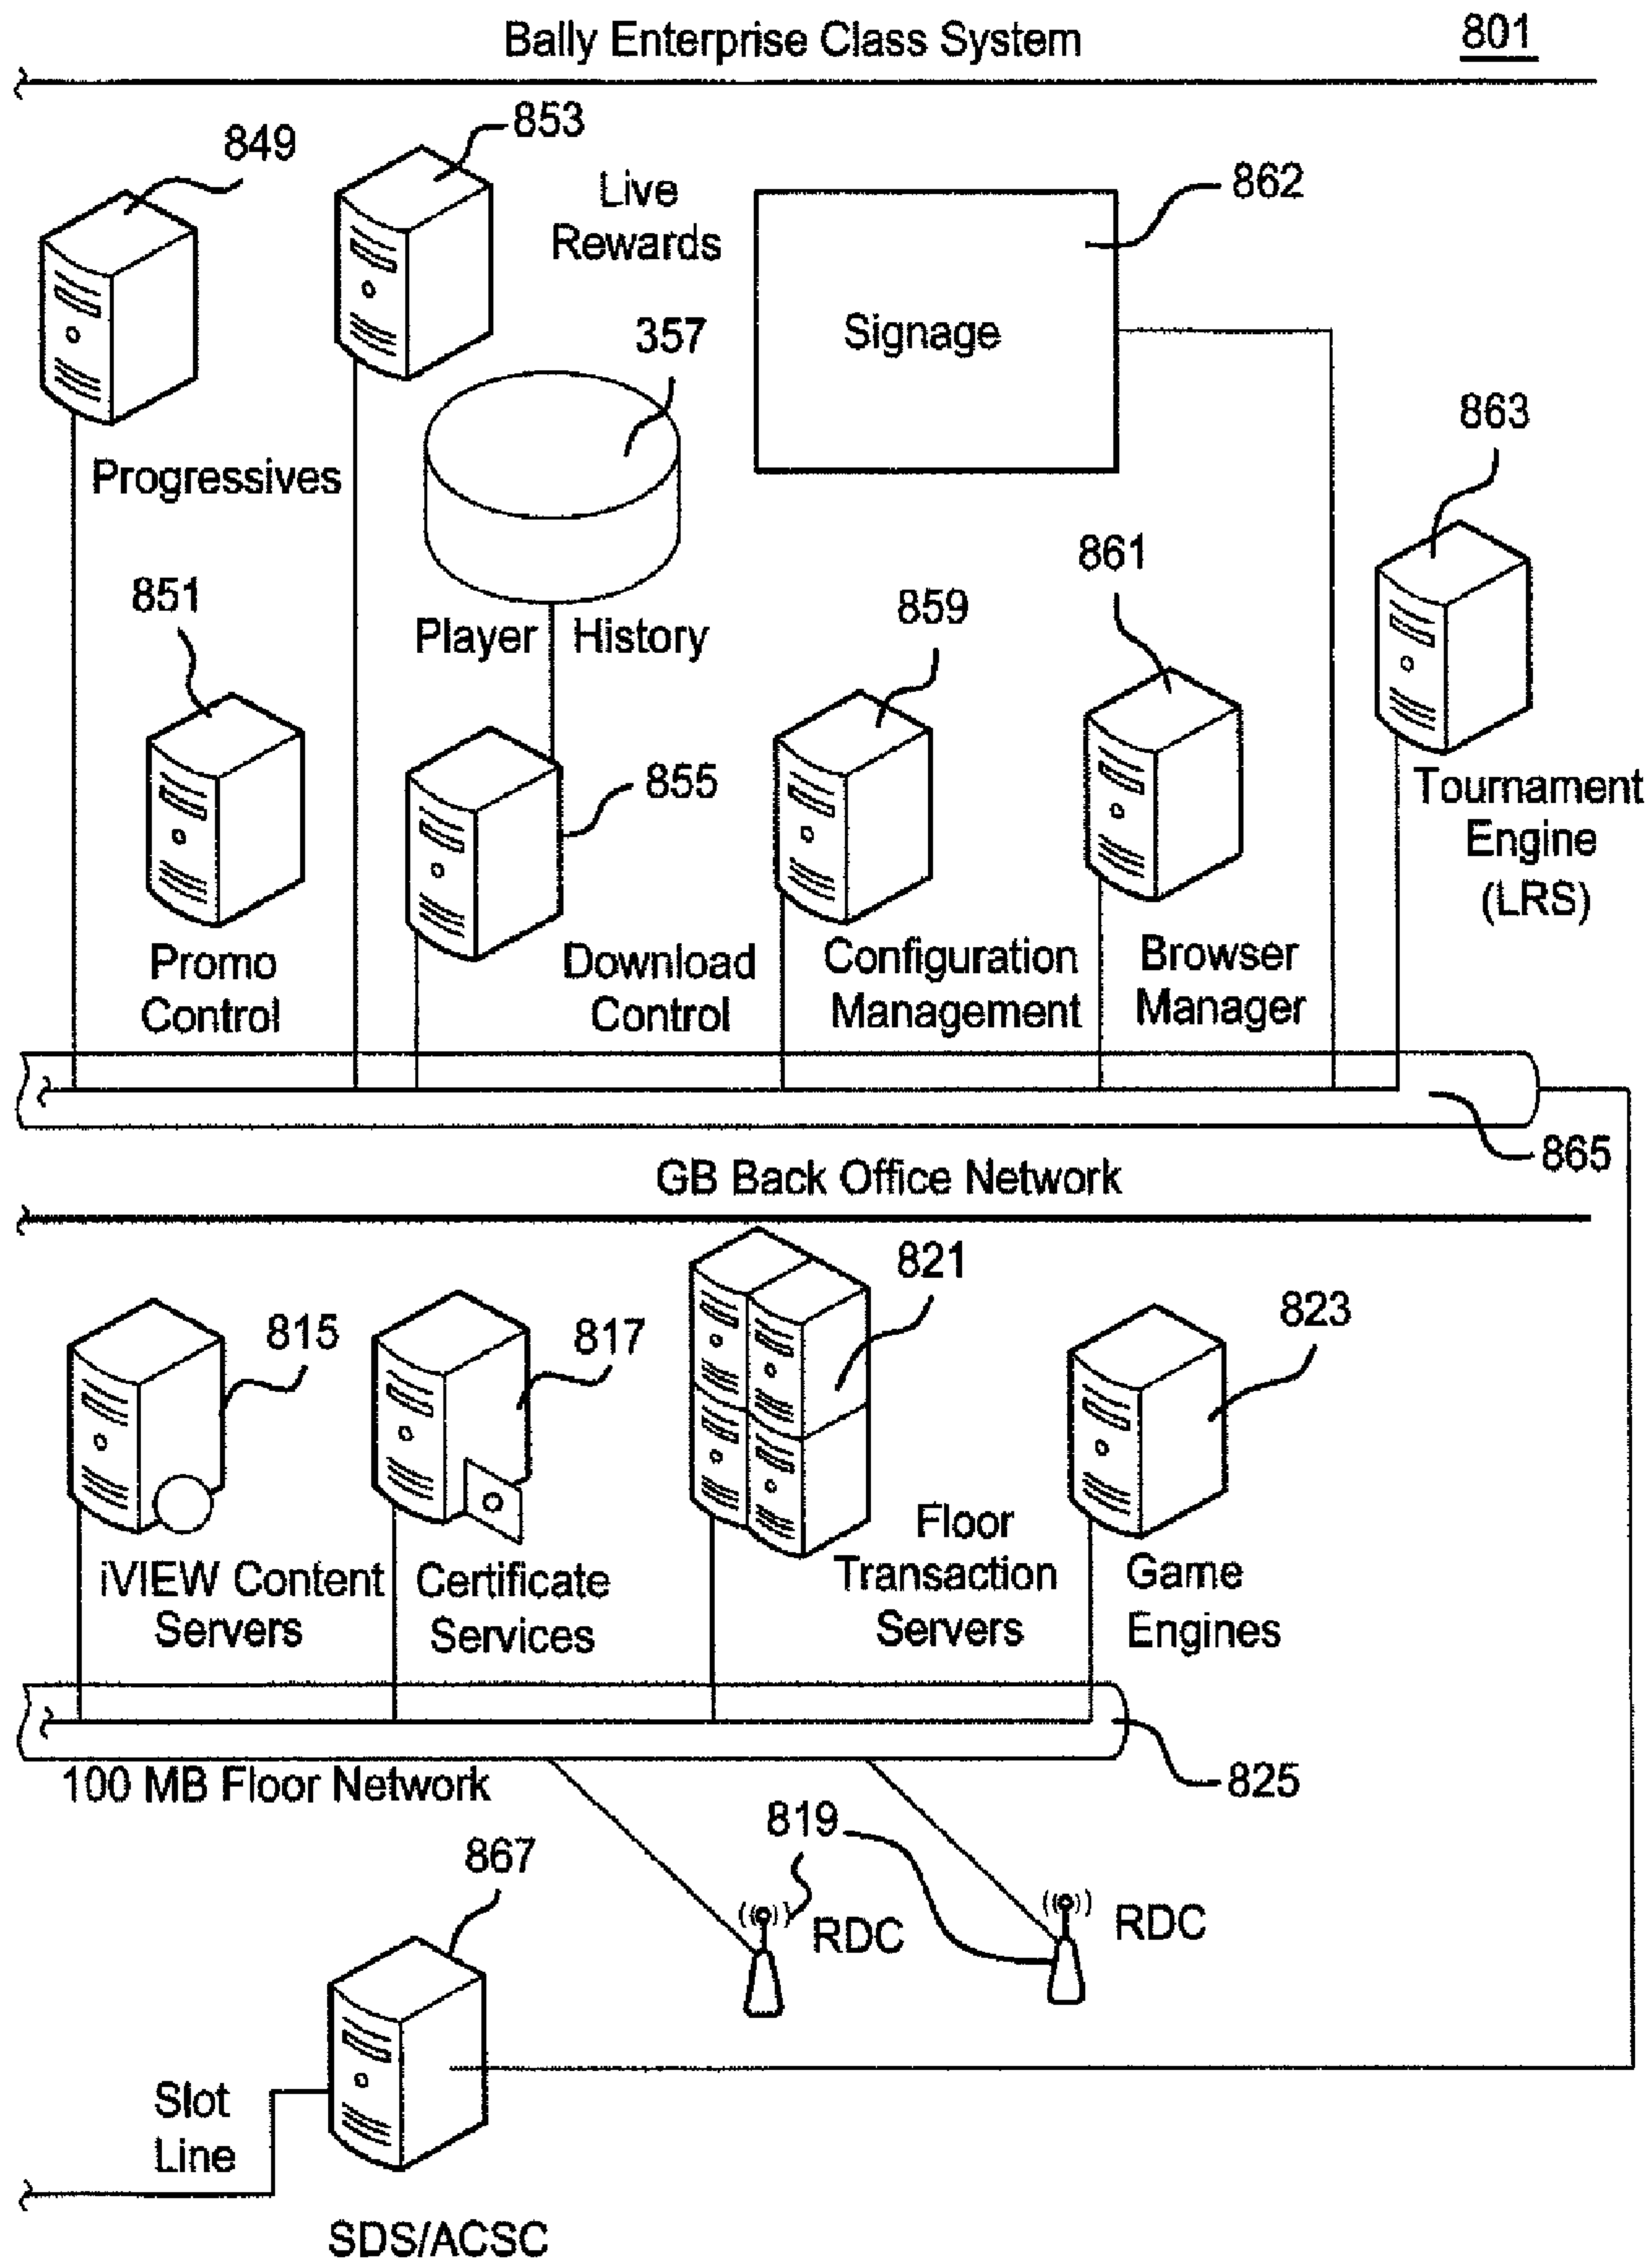 Bally Enterprise Class System
801
849
853
Live
Rewards
862
Signage
357
863
Progressives
851
Player History
859
861
855
Tournament
Engine
(LRS)
Promo
Control
Download
Control
Configuration
Management
Browser
Manager
865
GB Back Office Network
815
817
821
823
iVIEW Content
Servers
Certificate
Services
Floor
Transaction
Servers
Game
Engines
100 MB Floor Network
825
819
867
RDC
RDC
Slot
Line
SDS/ACSC